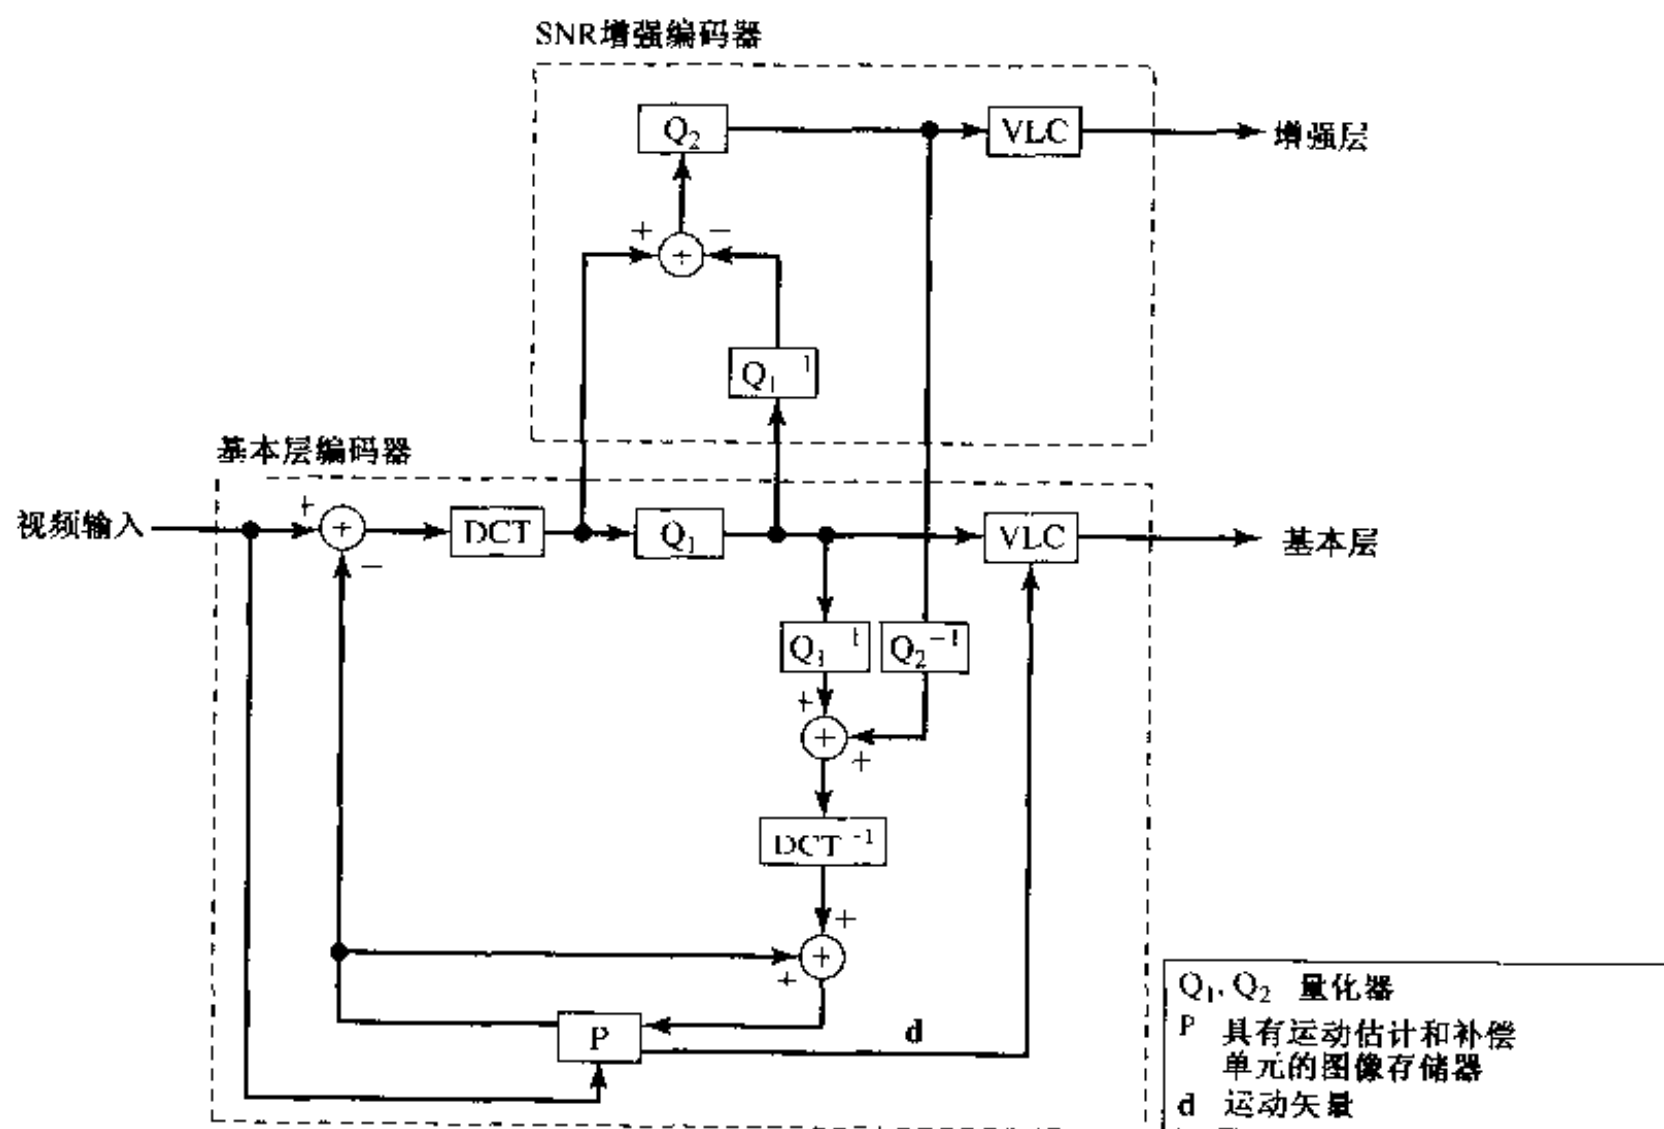 SNR增强编码器
Q₂
VLC
增强层
+
−
+
Q₁⁻¹
基本层编码器
视频输入
+
+
−
DCT
Q₁
VLC
基本层
Q₁⁻¹
Q₂⁻¹
+
+
+
DCT⁻¹
+
+
+
P
d
Q₁, Q₂ 量化器
P 具有运动估计和补偿
单元的图像存储器
d 运动矢量